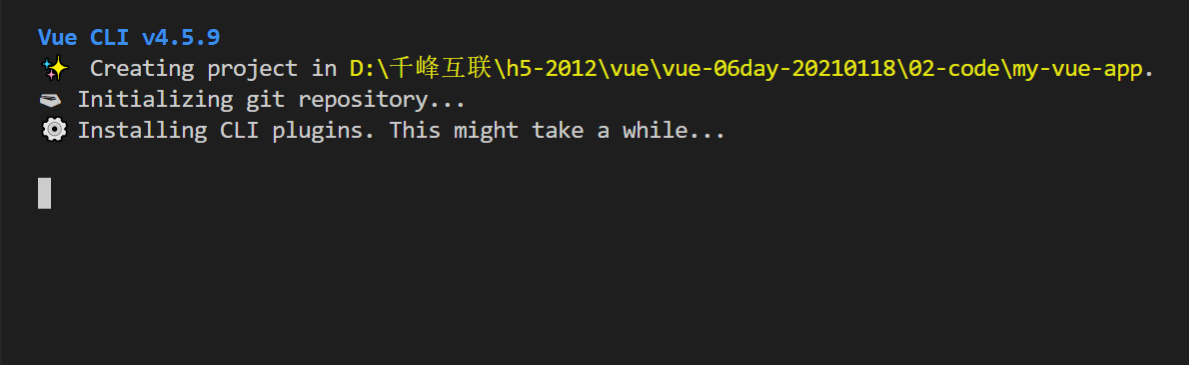 Vue CLI v4.5.9
✨ Creating project in D:\千峰互联\h5-2012\vue\vue-06day-20210118\02-code\my-vue-app.
Initializing git repository...
⚙ Installing CLI plugins. This might take a while...